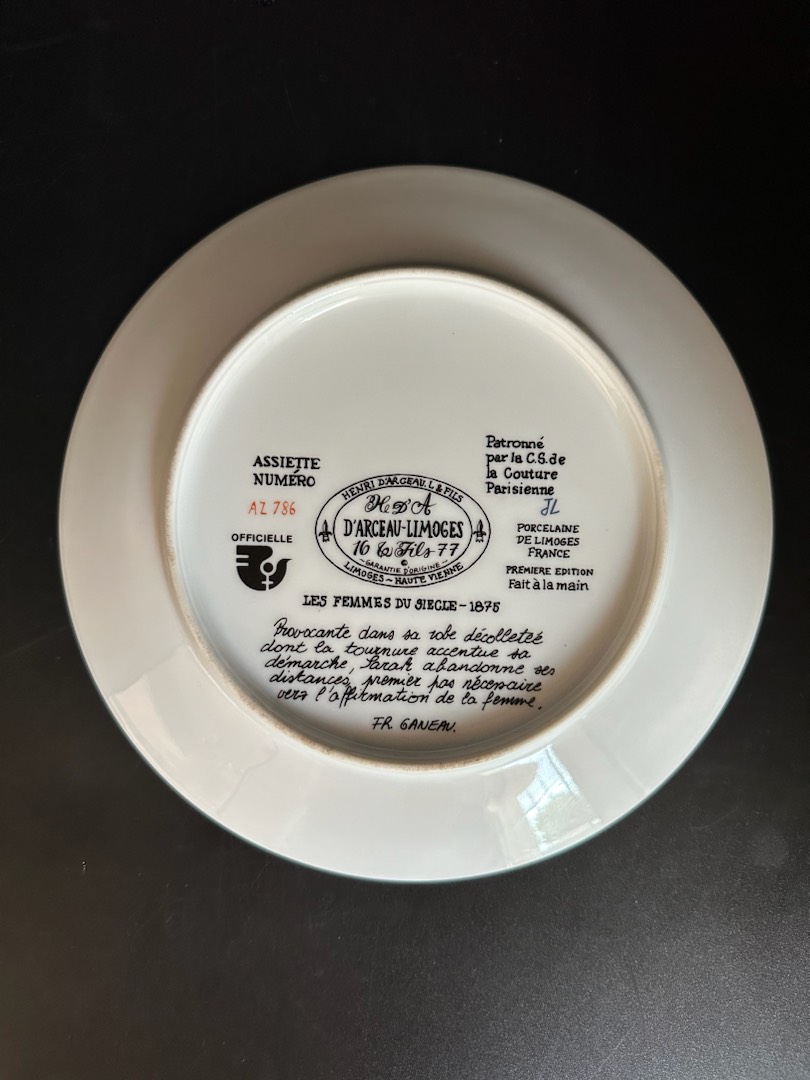 ASSIETTE
NUMÉRO
AZ 786
OFFICIELLE
HENRI D'ARCEAU. L & FILS
H D' A
D'ARCEAU-LIMOGES
16 & Fils 77
GARANTIE D'ORIGINE
©
LIMOGES ~ HAUTE VIENNE
Patronné
par la C.S. de
la Couture
Parisienne
JL
PORCELAINE
DE LIMOGES
FRANCE
PREMIERE EDITION
Fait à la main
LES FEMMES DU SIECLE - 1875
Provocante dans sa robe décolleteé
dont la tournure accentue sa
démarche, Sarah abandonne ses
distances, premier pas nécessaire
vers l'affirmation de la femme.
FR. GANEAU.